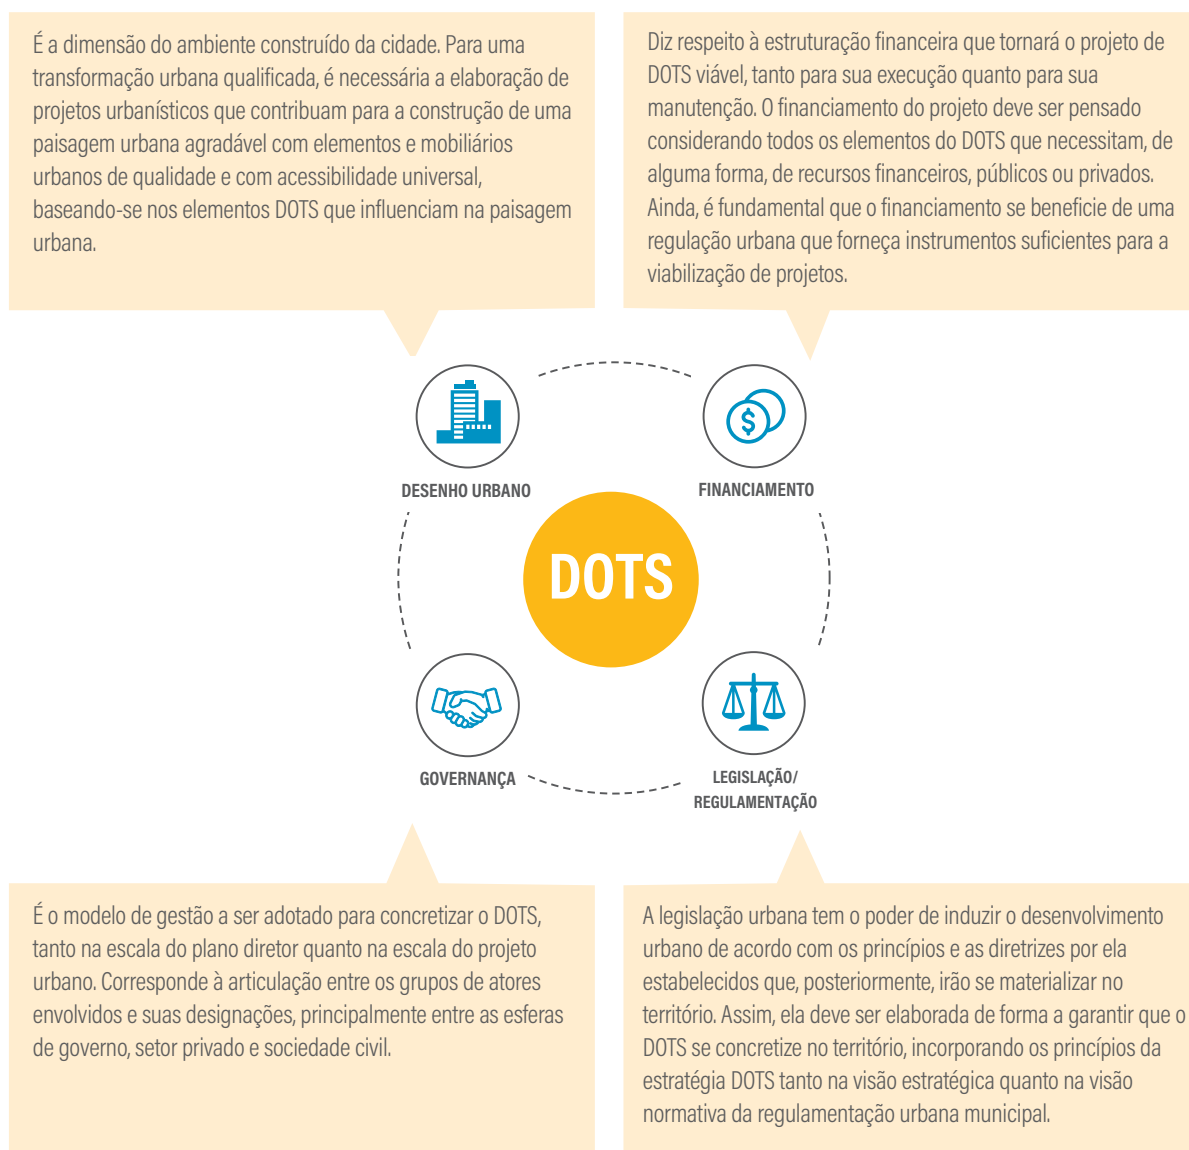 É a dimensão do ambiente construído da cidade. Para uma
transformação urbana qualificada, é necessária a elaboração de
projetos urbanísticos que contribuam para a construção de uma
paisagem urbana agradável com elementos e mobiliários
urbanos de qualidade e com acessibilidade universal,
baseando-se nos elementos DOTS que influenciam na paisagem
urbana.
Diz respeito à estruturação financeira que tornará o projeto de
DOTS viável, tanto para sua execução quanto para sua
manutenção. O financiamento do projeto deve ser pensado
considerando todos os elementos do DOTS que necessitam, de
alguma forma, de recursos financeiros, públicos ou privados.
Ainda, é fundamental que o financiamento se beneficie de uma
regulação urbana que forneça instrumentos suficientes para a
viabilização de projetos.
$
DESENHO URBANO
FINANCIAMENTO
DOTS
GOVERNANÇA
LEGISLAÇÃO/
REGULAMENTAÇÃO
É o modelo de gestão a ser adotado para concretizar o DOTS,
tanto na escala do plano diretor quanto na escala do projeto
urbano. Corresponde à articulação entre os grupos de atores
envolvidos e suas designações, principalmente entre as esferas
de governo, setor privado e sociedade civil.
A legislação urbana tem o poder de induzir o desenvolvimento
urbano de acordo com os princípios e as diretrizes por ela
estabelecidos que, posteriormente, irão se materializar no
território. Assim, ela deve ser elaborada de forma a garantir que o
DOTS se concretize no território, incorporando os princípios da
estratégia DOTS tanto na visão estratégica quanto na visão
normativa da regulamentação urbana municipal.